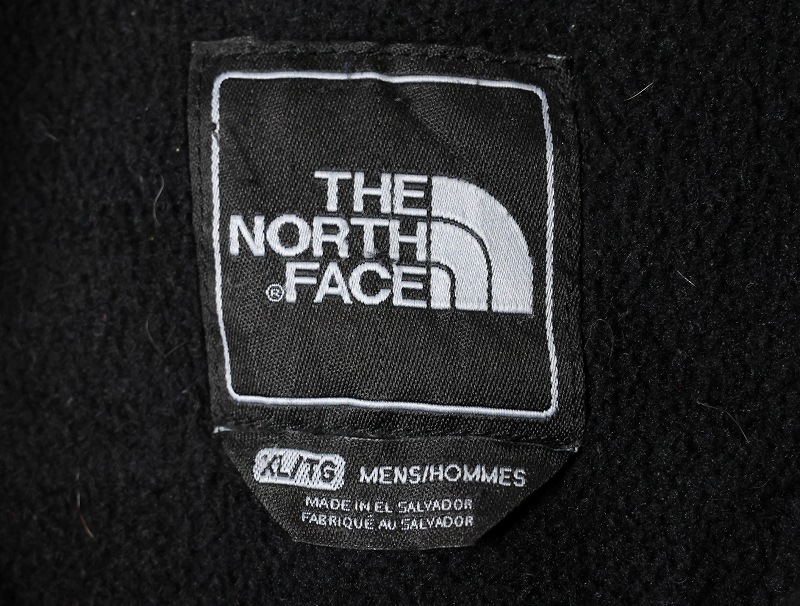 THE
NORTH
®FACE
XL/TG MENS/HOMMES
MADE IN EL SALVADOR
FABRIQUÉ AU SALVADOR